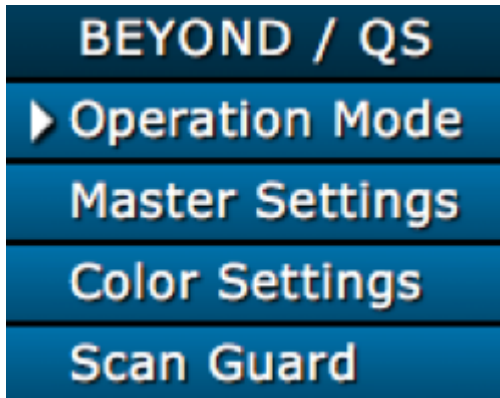 BEYOND / QS
Operation Mode
Master Settings
Color Settings
Scan Guard